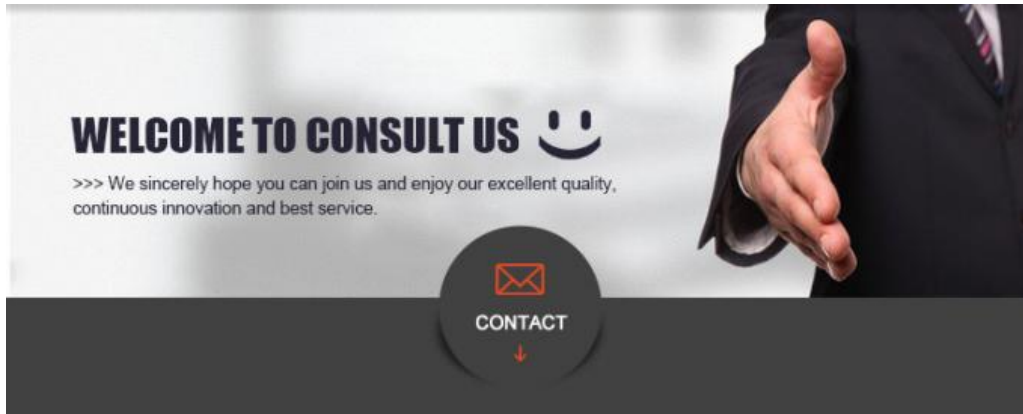 WELCOME TO CONSULT US
>>> We sincerely hope you can join us and enjoy our excellent quality,
continuous innovation and best service.
CONTACT